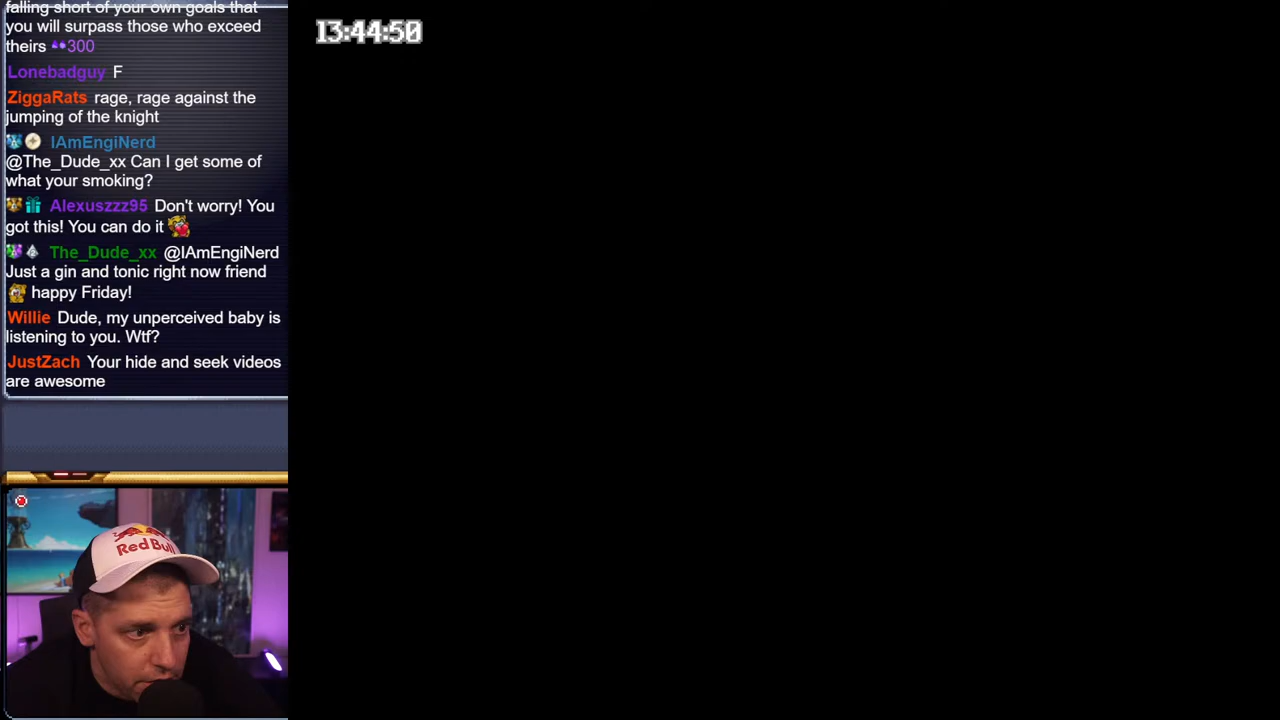 falling short of your own goals that
you will surpass those who exceed
theirs 300
Lonebadguy F
ZiggaRats rage, rage against the
jumping of the knight
IAmEngiNerd
@The_Dude_xx Can I get some of
what your smoking?
Alexuszzz95 Don't worry! You
got this! You can do it
The_Dude_xx @IAmEngiNerd
Just a gin and tonic right now friend
happy Friday!
Willie Dude, my unperceived baby is
listening to you. Wtf?
JustZach Your hide and seek videos
are awesome
13:44:50
Red Bull